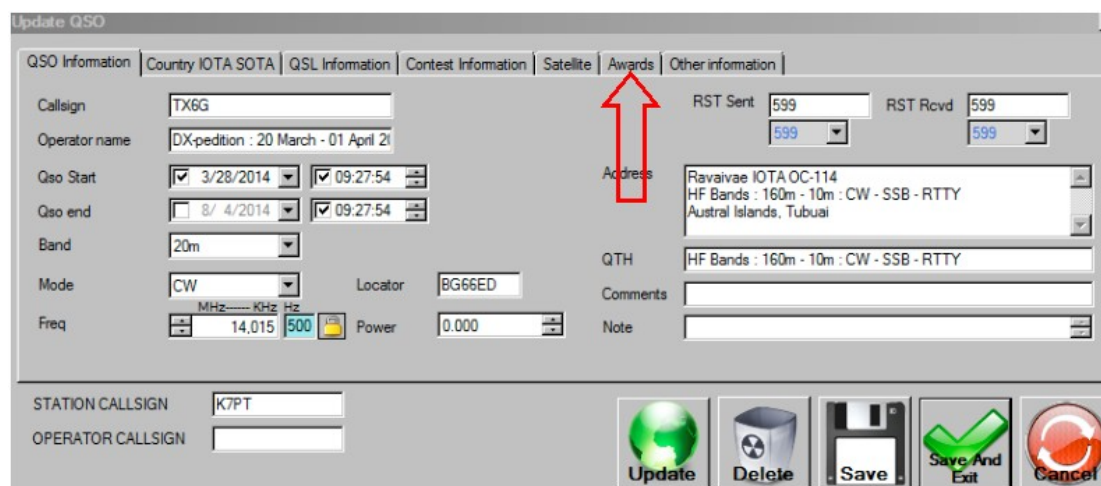 Update QSO
QSO Information Country IOTA SOTA QSL Information Contest Information Satellite Awards Other information
Callsign TX6G RST Sent 599 RST Rcvd 599
599 599
Operator name DX-pedition : 20 March - 01 April 20
Qso Start 3/28/2014 09:27:54 Address Ravaivae IOTA OC-114
HF Bands : 160m - 10m : CW - SSB - RTTY
Austral Islands, Tubuai
Qso end 8/ 4/2014 09:27:54
Band 20m QTH HF Bands : 160m - 10m : CW - SSB - RTTY
Mode CW Locator BG66ED Comments
MHz------ KHz Hz
Freq 14,015 500 Power 0.000 Note
STATION CALLSIGN K7PT
OPERATOR CALLSIGN
Update Delete Save Save And Exit Cancel